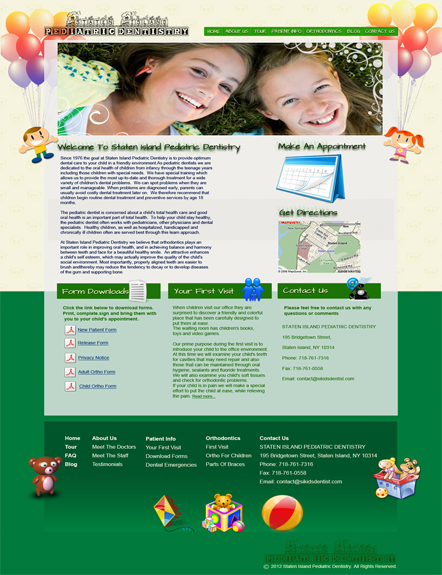 Staten Island
PEDIATRIC DENTISTRY
HOME | ABOUT US | TOUR | PATIENT INFO | ORTHODONTICS | BLOG | CONTACT US
Welcome To Staten Island Pediatric Dentistry
Since 1976 the goal at Staten Island Pediatric Dentistry is to provide optimum
dental care to your child in a friendly environment.As pediatric dentists we are
dedicated to the oral health of children from infancy through the teenage years
including those children with special needs. We have special training which
allows us to provide the most up-to-date and thorough treatment for a wide
variety of children's dental problems. We can spot problems when they are
small and manageable. When problems are diagnosed early, parents can
usually avoid costly dental treatment later on. We therefore recommend that
children begin routine dental treatment and preventive services by age 18
months.
The pediatric dentist is concerned about a child's total health care and good
oral health is an important part of total health. To help your child stay healthy,
the pediatric dentist often works with pediatricians, other physicians and dental
specialists. Healthy children, as well as hospitalized, handicapped and
chronically ill children often are served best through this team approach.
At Staten Island Pediatric Dentistry we believe that orthodontics plays an
important role in improving oral health, and in achieving balance and harmony
between teeth and face for a beautiful healthy smile. An attractive enhances
a child's self esteem, which may actually improve the quality of the child's
social environment. Most importantly, properly aligned teeth are easier to
brush andthereby may reduce the tendency to decay or to develop diseases
of the gum and supporting bone.
Make An Appointment
Get Directions
Form Downloads
Click the link below to download forms.
Print, complete,sign and bring them with
you to your child's appointment.
New Patient Form
Release Form
Privacy Notice
Adult Ortho Form
Child Ortho Form
Your First Visit
When children visit our office they are
surprised to discover a friendly and colorful
place that has been carefully designed to
put them at ease.
The waiting room has children's books,
toys and video games.
Our prime purpose during the first visit is to
introduce your child to the office environment.
At this time we will examine your child's teeth
for cavities that may need repair and also
those that can be maintained through oral
hygiene, sealants and fluoride treatments.
We will also examine you child's soft tissues
and check for orthodontic problems.
If your child is in pain we will make a special
effort to put the child at ease, while relieving
the pain. Read more...
Contact Us
Please feel free to contact us with any
questions or comments
STATEN ISLAND PEDIATRIC DENTISTRY
195 Bridgetown Street,
Staten Island, NY 10314
Phone: 718-761-7316
Fax: 718-761-0558
Email: contact@sikidsdentist.com
Home
Tour
FAQ
Blog
About Us
Meet The Doctors
Meet The Staff
Testimonials
Patient Info
Your First Visit
Download Forms
Dental Emergencies
Orthodontics
First Visit
Ortho For Children
Parts Of Braces
Contact Us
STATEN ISLAND PEDIATRIC DENTISTRY
195 Bridgetown Street, Staten Island, NY 10314
Phone: 718-761-7316
Fax: 718-761-0558
Email: contact@sikidsdentist.com
Staten Island
PEDIATRIC DENTISTRY
© 2012 Staten Island Pediatric Dentistry. All Rights Reserved.